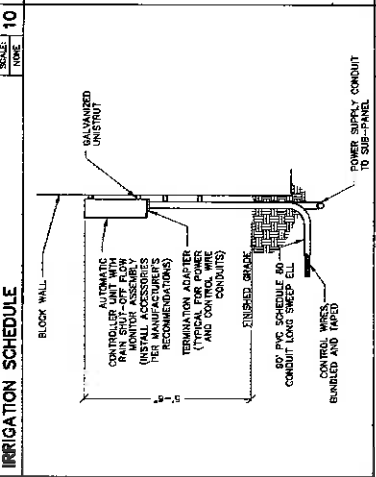 IRRIGATION SCHEDULE
SCALE:
NONE
10
BLOCK WALL
GALVANIZED
UNISTRUT
AUTOMATIC
CONTROLLER UNIT WITH
RAIN SHUT-OFF FLOW
MONITOR ASSEMBLY
(INSTALL ACCESSORIES
PER MANUFACTURER'S
RECOMMENDATIONS)
TERMINATION ADAPTER
(TYPICAL FOR POWER
AND CONTROL WIRE
CONDUITS)
FINISHED GRADE
90° PVC SCHEDULE 80
CONDUIT LONG SWEEP ELL
CONTROL WIRES,
BUNDLED AND TAPED
POWER SUPPLY CONDUIT
TO SUB-PANEL